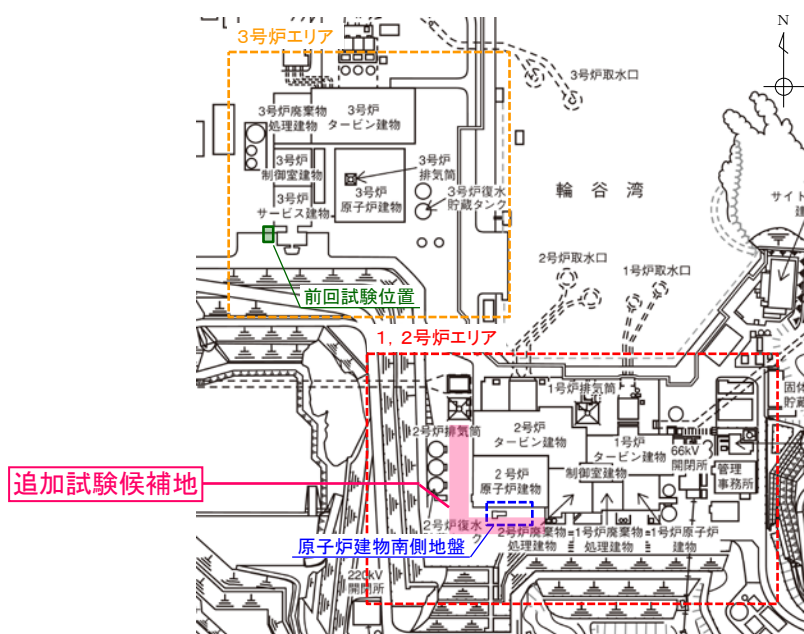 N
3号炉エリア
3号炉取水口
3号炉廃棄物
処理建物
3号炉
タービン建物
3号炉
制御室建物
3号炉
排気筒
3号炉
原子炉建物
3号炉復水
貯蔵タンク
3号炉
サービス建物
輪谷湾
サイト
建
前回試験位置
2号炉取水口
1号炉取水口
1，2号炉エリア
1号炉排気筒
固体
貯蔵
2号炉排気筒
2号炉
タービン建物
1号炉
タービン建物
66kV
開閉所
管理
事務所
制御室建物
2号炉
原子炉建物
追加試験候補地
2号炉復水
ク
2号炉廃棄物
処理建物
1号炉廃棄物
処理建物
1号炉原子炉
建物
原子炉建物南側地盤
220kV
開閉所